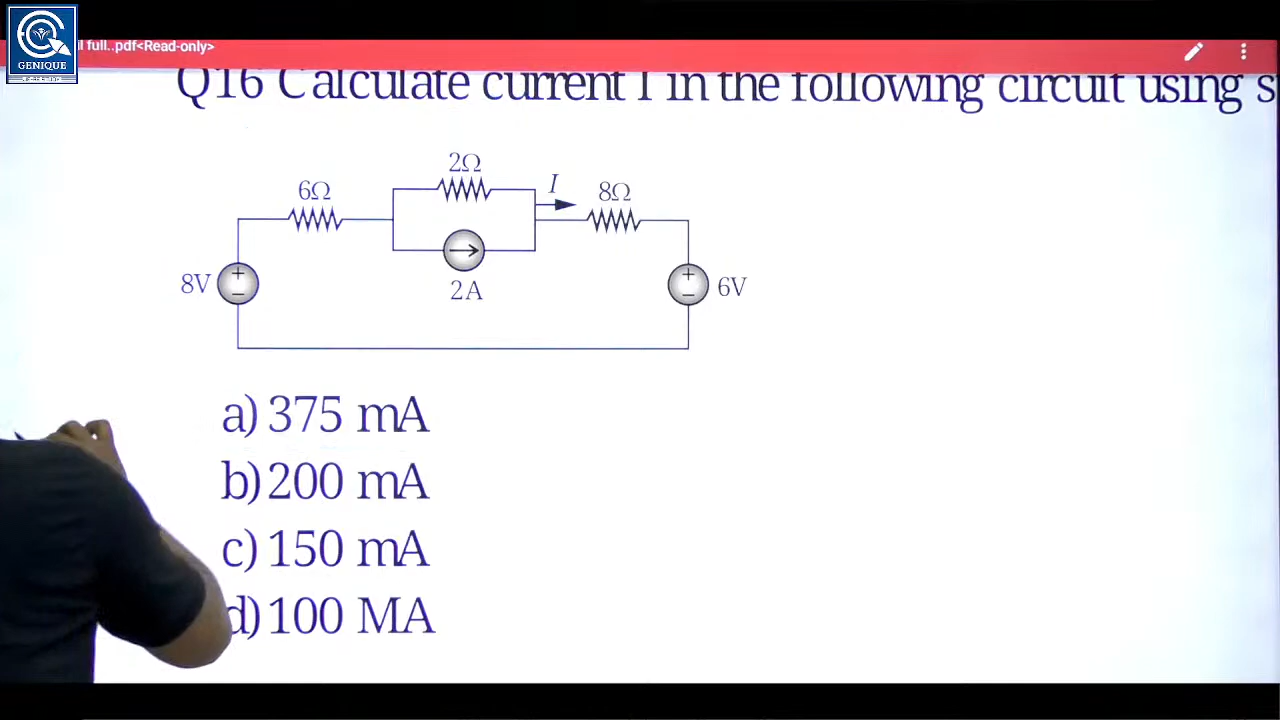 GENIQUE
l full..pdf<Read-only>
Q16 Calculate current I in the following circuit using s
2Ω
6Ω
I
8Ω
8V
+
−
2A
+
−
6V
a) 375 mA
b) 200 mA
c) 150 mA
d) 100 MA